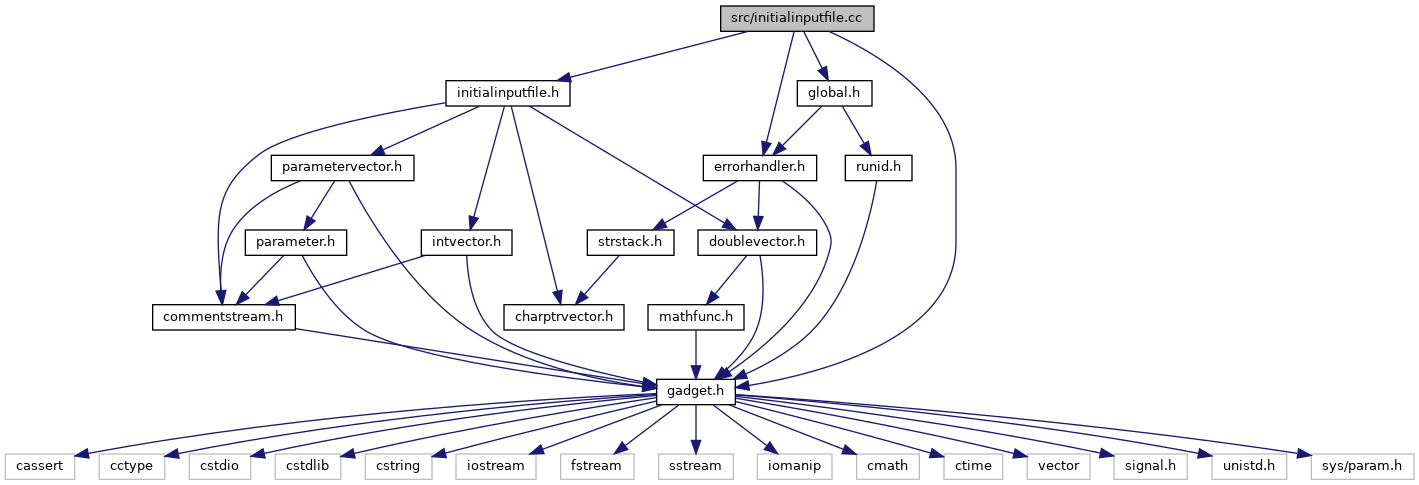 src/initialinputfile.cc
initialinputfile.h
global.h
parametervector.h
errorhandler.h
runid.h
parameter.h
intvector.h
strstack.h
doublevector.h
commentstream.h
charptrvector.h
mathfunc.h
gadget.h
cassert
cctype
cstdio
cstdlib
cstring
iostream
fstream
sstream
iomanip
cmath
ctime
vector
signal.h
unistd.h
sys/param.h